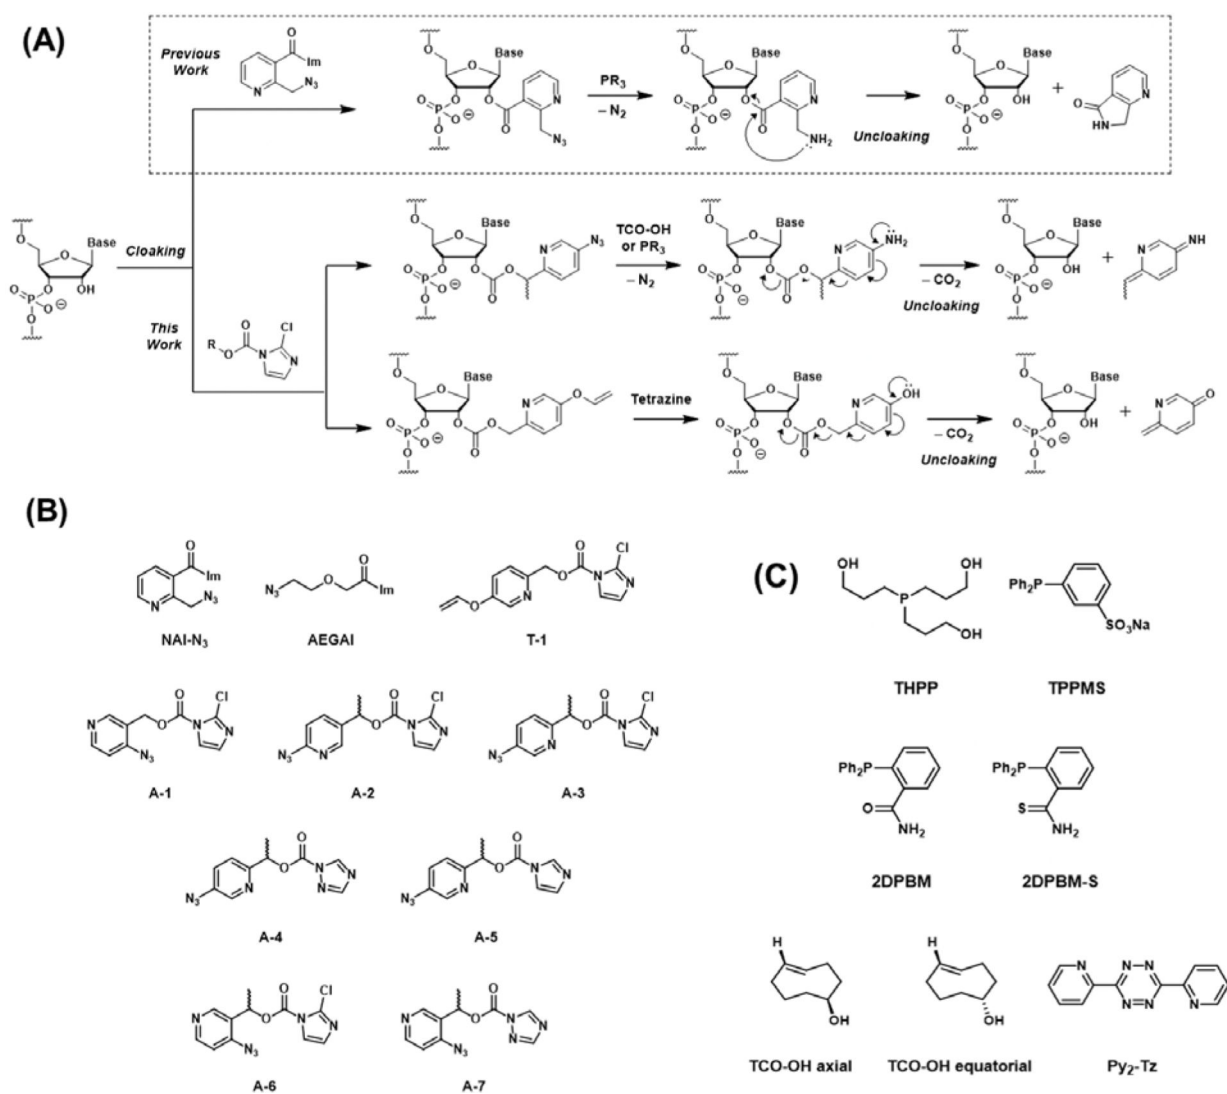 (A)
Previous
Work
O
Im
N
N3
O
O
Base
O
O
O P
O
O
O
N
N3
PR3
– N2
O
O
Base
O
O
O P
O
O
O
N
NH2
Uncloaking
O
O
Base
O
OH
O P
O
O
+
O
HN
N
O
O
Base
O
OH
O P
O
O
Cloaking
This
Work
O
R
O
N
Cl
N
O
O
Base
O
O
O P
O
O
O
O
N
N3
TCO-OH
or PR3
– N2
O
O
Base
O
O
O P
O
O
O
O
N
NH2
– CO2
Uncloaking
O
O
Base
O
OH
O P
O
O
+
N
NH
O
O
Base
O
O
O P
O
O
O
O
N
O
Tetrazine
O
O
Base
O
O
O P
O
O
O
O
N
OH
– CO2
Uncloaking
O
O
Base
O
OH
O P
O
O
+
N
O
(B)
O
Im
N
N3
NAI-N3
N3
O
O
Im
AEGAI
O
N
O
O
N
Cl
N
T-1
N
N3
O
O
N
Cl
N
A-1
N3
N
O
O
N
Cl
N
A-2
N3
N
O
O
N
Cl
N
A-3
N3
N
O
O
N
N
N
A-4
N3
N
O
O
N
N
A-5
N
N3
O
O
N
Cl
N
A-6
N
N3
O
O
N
N
N
A-7
(C)
OH
P
OH
OH
THPP
Ph2P
SO3Na
TPPMS
Ph2P
O
NH2
2DPBM
Ph2P
S
NH2
2DPBM-S
H
OH
TCO-OH axial
H
OH
TCO-OH equatorial
N
N
N
N
N
N
Py2-Tz